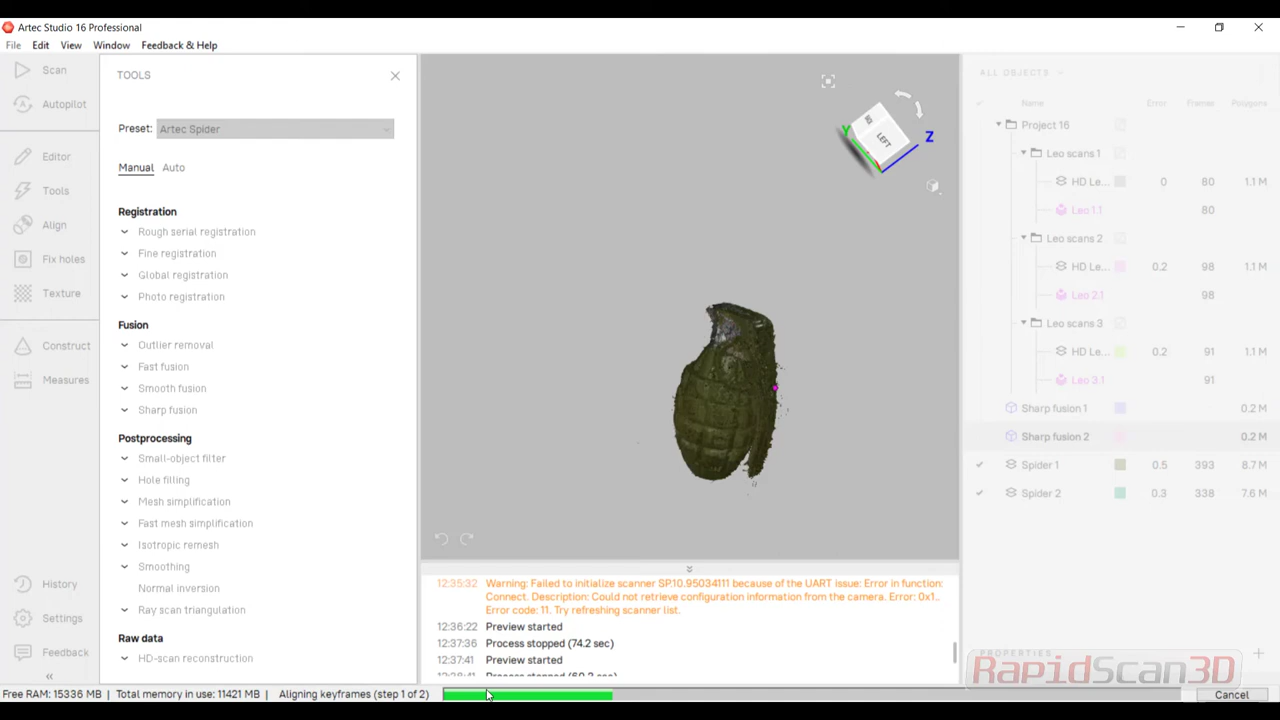 Artec Studio 16 Professional
File Edit View Window Feedback & Help
Scan
Autopilot
Editor
Tools
Align
Fix holes
Texture
Construct
Measures
History
Settings
Feedback
TOOLS
Preset: Artec Spider
Manual Auto
Registration
Rough serial registration
Fine registration
Global registration
Photo registration
Fusion
Outlier removal
Fast fusion
Smooth fusion
Sharp fusion
Postprocessing
Small-object filter
Hole filling
Mesh simplification
Fast mesh simplification
Isotropic remesh
Smoothing
Normal inversion
Ray scan triangulation
Raw data
HD-scan reconstruction
Y LEFT Z
12:35:32 Warning: Failed to initialize scanner SP.10.95034111 because of the UART issue: Error in function:
Connect. Description: Could not retrieve configuration information from the camera. Error: 0x1..
Error code: 11. Try refreshing scanner list.
12:36:22 Preview started
12:37:36 Process stopped (74.2 sec)
12:37:41 Preview started
12:38:41 Process stopped (60.2 sec)
ALL OBJECTS
Name Error Frames Polygons
Project 16
Leo scans 1
HD Le... 0 80 1.1 M
Leo 1.1 80
Leo scans 2
HD Le... 0.2 98 1.1 M
Leo 2.1 98
Leo scans 3
HD Le... 0.2 91 1.1 M
Leo 3.1 91
Sharp fusion 1 0.2 M
Sharp fusion 2 0.2 M
Spider 1 0.5 393 8.7 M
Spider 2 0.3 338 7.6 M
PROPERTIES
RapidScan3D
Free RAM: 15336 MB | Total memory in use: 11421 MB | Aligning keyframes (step 1 of 2) Cancel